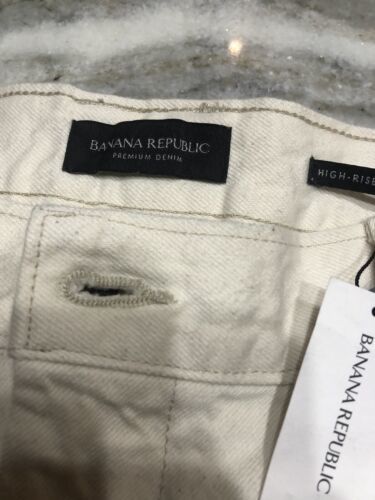 BANANA REPUBLIC
PREMIUM DENIM
HIGH-RISE
BANANA REPUBLIC